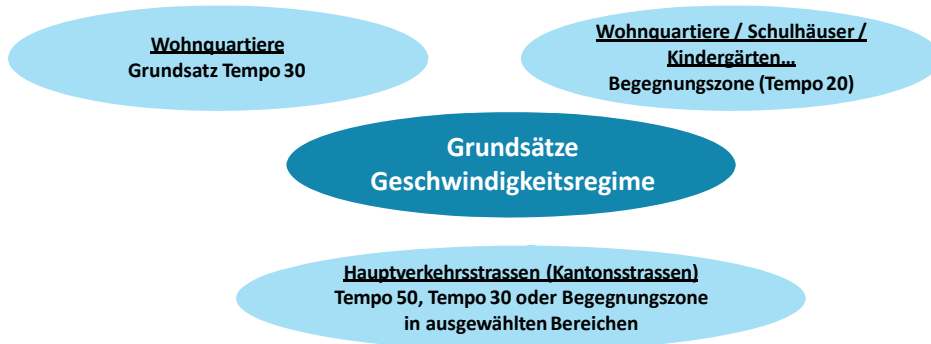 Wohnquartiere
Grundsatz Tempo 30
Wohnquartiere / Schulhäuser /
Kindergärten…
Begegnungszone (Tempo 20)
Grundsätze
Geschwindigkeitsregime
Hauptverkehrsstrassen (Kantonsstrassen)
Tempo 50, Tempo 30 oder Begegnungszone
in ausgewählten Bereichen